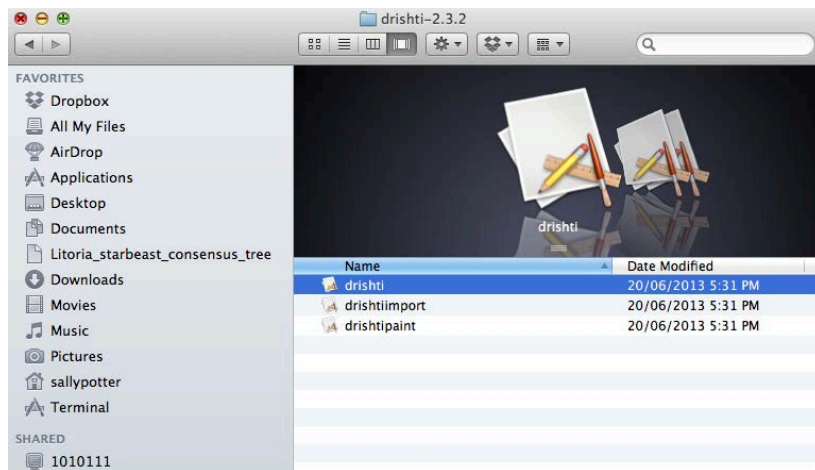 drishti-2.3.2
FAVORITES
Dropbox
All My Files
AirDrop
Applications
Desktop
Documents
Litoria_starbeast_consensus_tree
Downloads
Movies
Music
Pictures
sallypotter
Terminal
SHARED
1010111
drishti
Name Date Modified
drishti 20/06/2013 5:31 PM
drishtiimport 20/06/2013 5:31 PM
drishtipaint 20/06/2013 5:31 PM